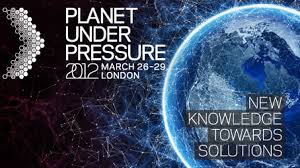 PLANET
UNDER
PRESSURE
2012 MARCH 26-29
LONDON
NEW
KNOWLEDGE
TOWARDS
SOLUTIONS